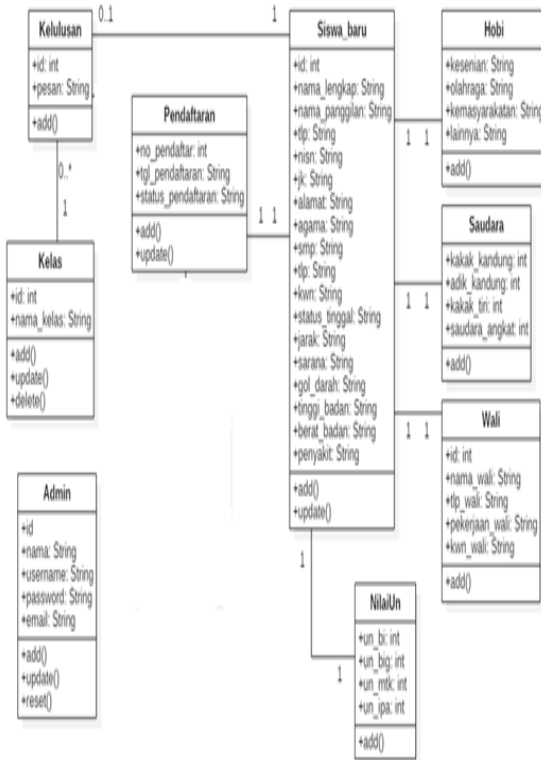 Kelulusan
+id: int
+pesan: String
+add()
0..1
1
0..*
1
Kelas
+id: int
+nama_kelas: String
+add()
+update()
+delete()
Pendaftaran
+no_pendaftar: int
+tgl_pendaftaran: String
+status_pendaftaran: String
+add()
+update()
1 1
Siswa_baru
+id: int
+nama_lengkap: String
+nama_panggilan: String
+tlp: String
+nisn: String
+jk: String
+alamat: String
+agama: String
+smp: String
+tlp: String
+kwn: String
+status_tinggal: String
+jarak: String
+sarana: String
+gol_darah: String
+tinggi_badan: String
+berat_badan: String
+penyakit: String
+add()
+update()
Hobi
+kesenian: String
+olahraga: String
+kemasyarakatan: String
+lainnya: String
+add()
1 1
Saudara
+kakak_kandung: int
+adik_kandung: int
+kakak_tiri: int
+saudara_angkat: int
+add()
1 1
Wali
+id: int
+nama_wali: String
+tlp_wali: String
+pekerjaan_wali: String
+kwn_wali: String
+add()
1 1
Admin
+id
+nama: String
+username: String
+password: String
+email: String
+add()
+update()
+reset()
1
1
NilaiUn
+un_bi: int
+un_big: int
+un_mtk: int
+un_ipa: int
+add()